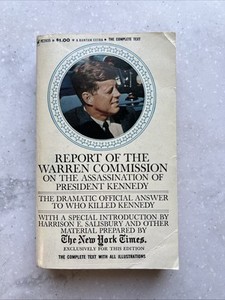 $1.00 A BANTAM EXTRA THE COMPLETE TEXT
REPORT OF THE
WARREN COMMISSION
ON THE ASSASSINATION OF
PRESIDENT KENNEDY
THE DRAMATIC OFFICIAL ANSWER
TO WHO KILLED KENNEDY
WITH A SPECIAL INTRODUCTION BY
HARRISON E. SALISBURY AND OTHER
MATERIAL PREPARED BY
The New York Times.
EXCLUSIVELY FOR THIS EDITION
THE COMPLETE TEXT WITH ALL ILLUSTRATIONS